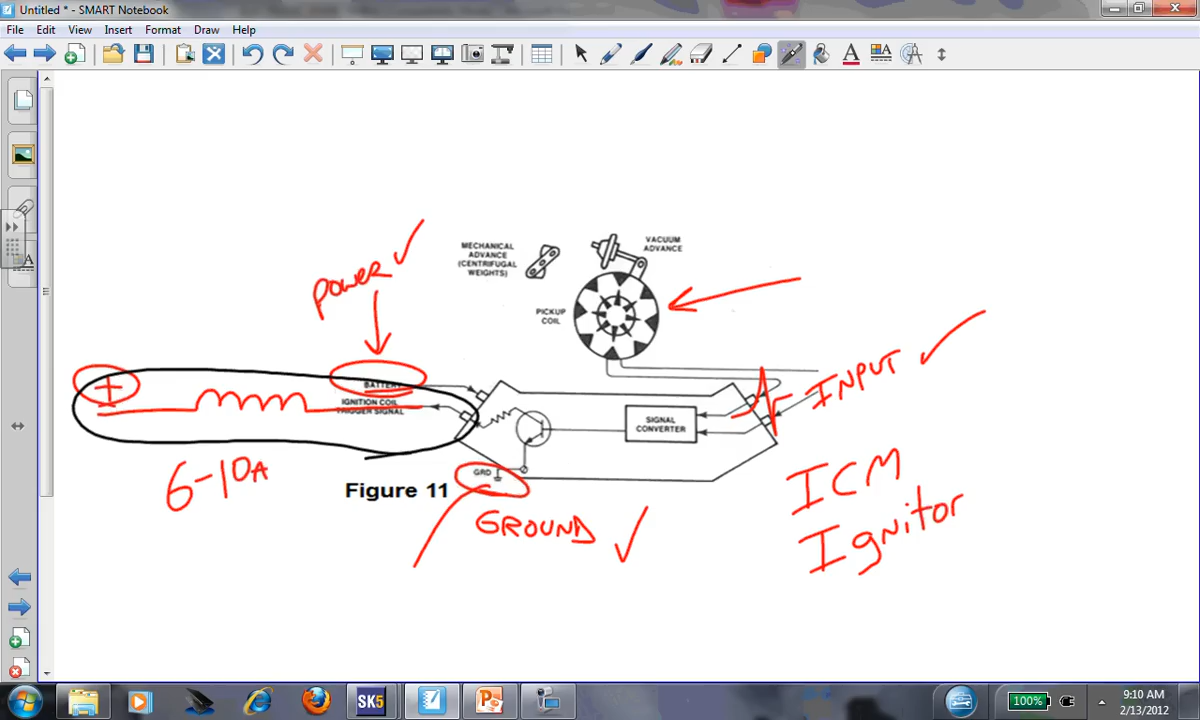 Untitled * - SMART Notebook
File Edit View Insert Format Draw Help
MECHANICAL
ADVANCE
(CENTRIFUGAL
WEIGHTS)
VACUUM
ADVANCE
power
PICKUP
COIL
INPUT
+
BATTERY
IGNITION COIL
TRIGGER SIGNAL
SIGNAL
CONVERTER
6-10A
GRD
Figure 11
GROUND
ICM
Ignitor
SK5
100%
9:10 AM
2/13/2012